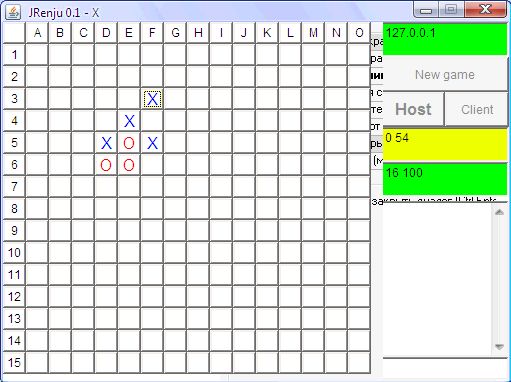 JRenju 0.1 - X
A B C D E F G H I J K L M N O
127.0.0.1
1
2
New game
3 X
4 X
Host Client
5 X O X
0 54
6 O O
16 100
7
8
9
10
11
12
13
14
15